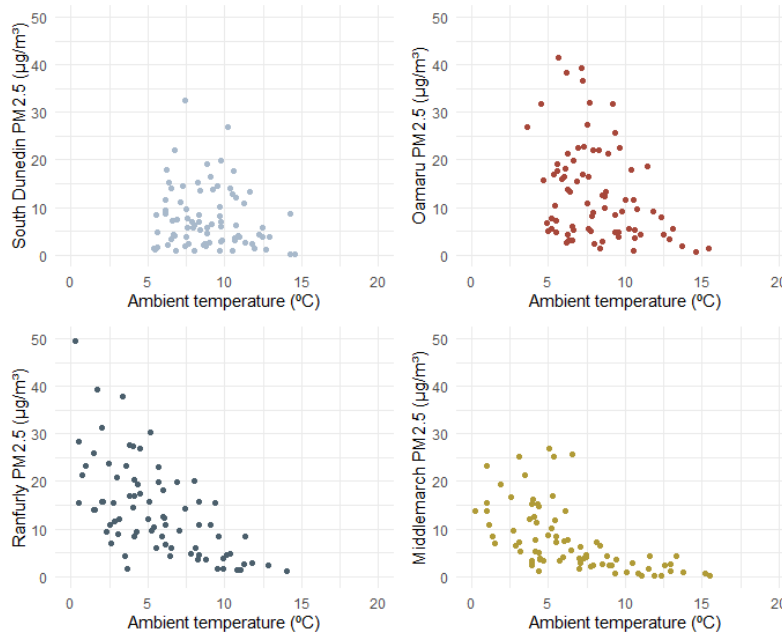 South Dunedin PM2.5 (µg/m³)
50
40
30
20
10
0
0 5 10 15 20
Ambient temperature (ºC)
Oamaru PM2.5 (µg/m³)
50
40
30
20
10
0
0 5 10 15 20
Ambient temperature (ºC)
Ranfurly PM2.5 (µg/m³)
50
40
30
20
10
0
0 5 10 15 20
Ambient temperature (ºC)
Middlemarch PM2.5 (µg/m³)
50
40
30
20
10
0
0 5 10 15 20
Ambient temperature (ºC)